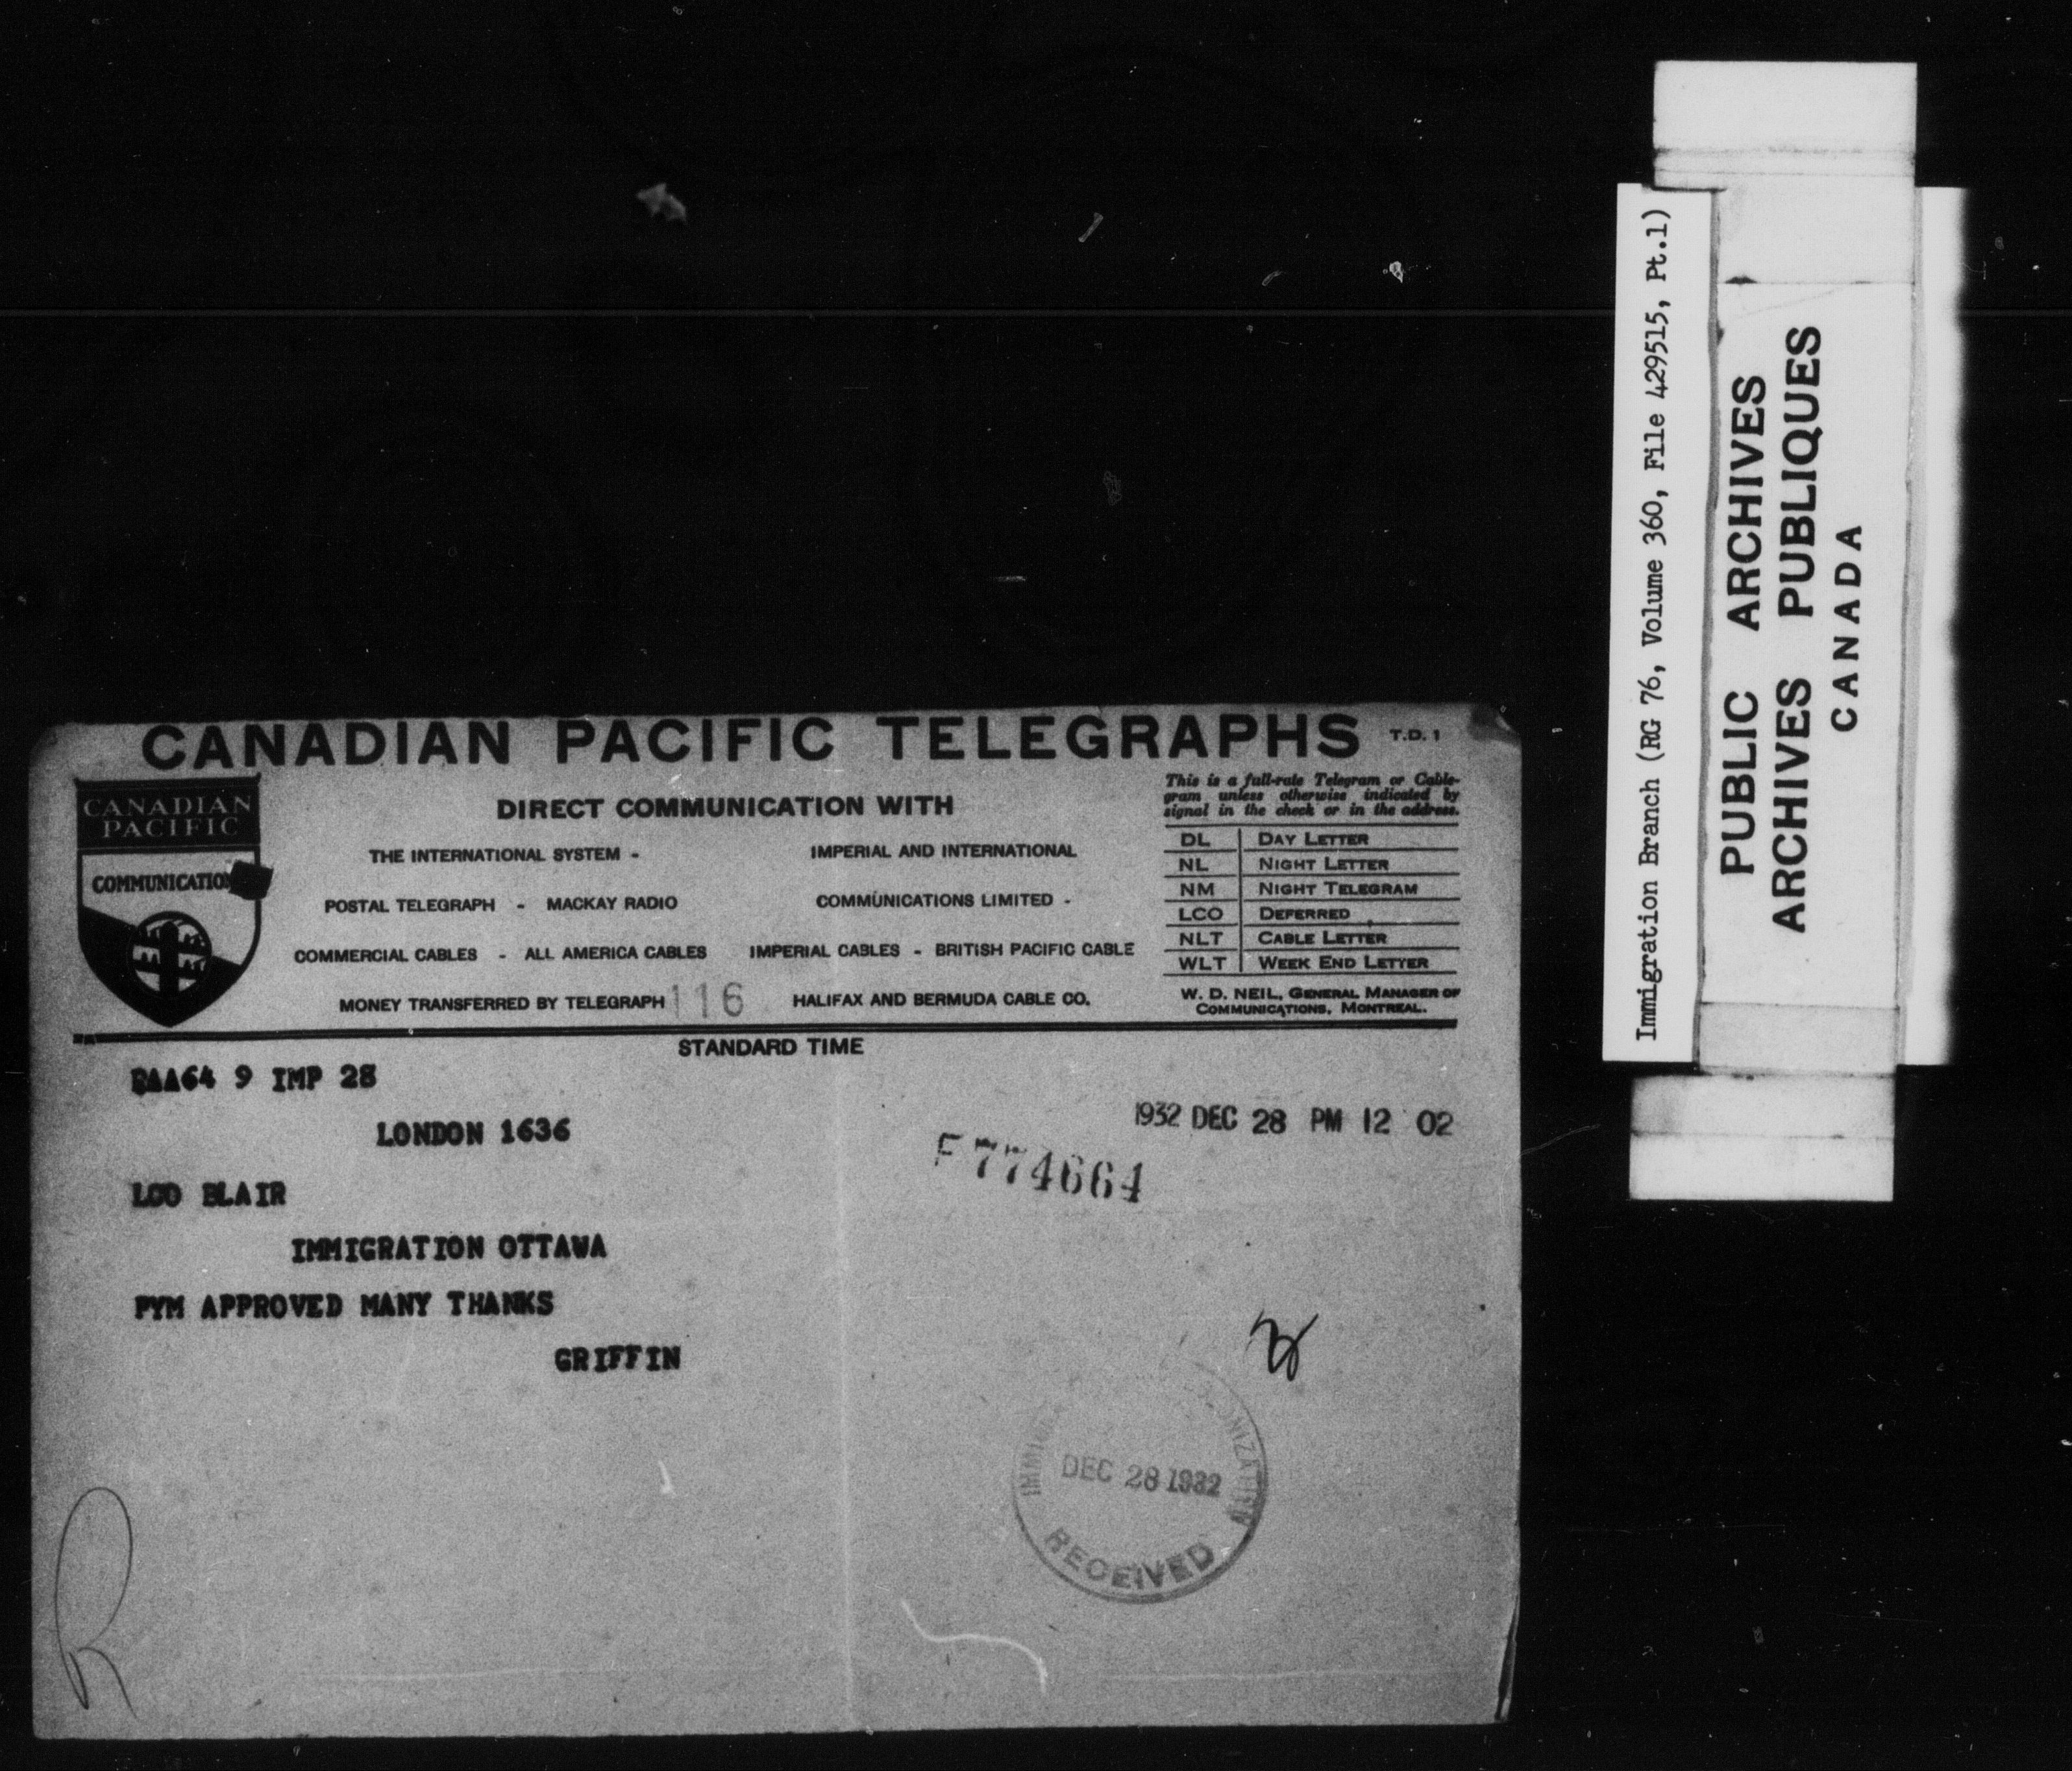 CANADIAN PACIFIC TELEGRAPHS T.D. 1
CANADIAN
PACIFIC
COMMUNICATION
DIRECT COMMUNICATION WITH
THE INTERNATIONAL SYSTEM -
POSTAL TELEGRAPH - MACKAY RADIO
COMMERCIAL CABLES - ALL AMERICA CABLES
MONEY TRANSFERRED BY TELEGRAPH
116
IMPERIAL AND INTERNATIONAL
COMMUNICATIONS LIMITED -
IMPERIAL CABLES - BRITISH PACIFIC CABLE
HALIFAX AND BERMUDA CABLE CO.
This is a full-rate Telegram or Cable-
gram unless otherwise indicated by
signal in the check or in the address.
DL DAY LETTER
NL NIGHT LETTER
NM NIGHT TELEGRAM
LCO DEFERRED
NLT CABLE LETTER
WLT WEEK END LETTER
W. D. NEIL, GENERAL MANAGER OF
COMMUNICATIONS, MONTREAL.
STANDARD TIME
RAA64 9 IMP 28
LONDON 1636
1932 DEC 28 PM 12 02
F 774664
LCO BLAIR
IMMIGRATION OTTAWA
PYM APPROVED MANY THANKS
GRIFFIN
DEC 28 1932
RECEIVED
R
Immigration Branch (RG 76, Volume 360, File 429515, Pt.1)
PUBLIC ARCHIVES
ARCHIVES PUBLIQUES
CANADA